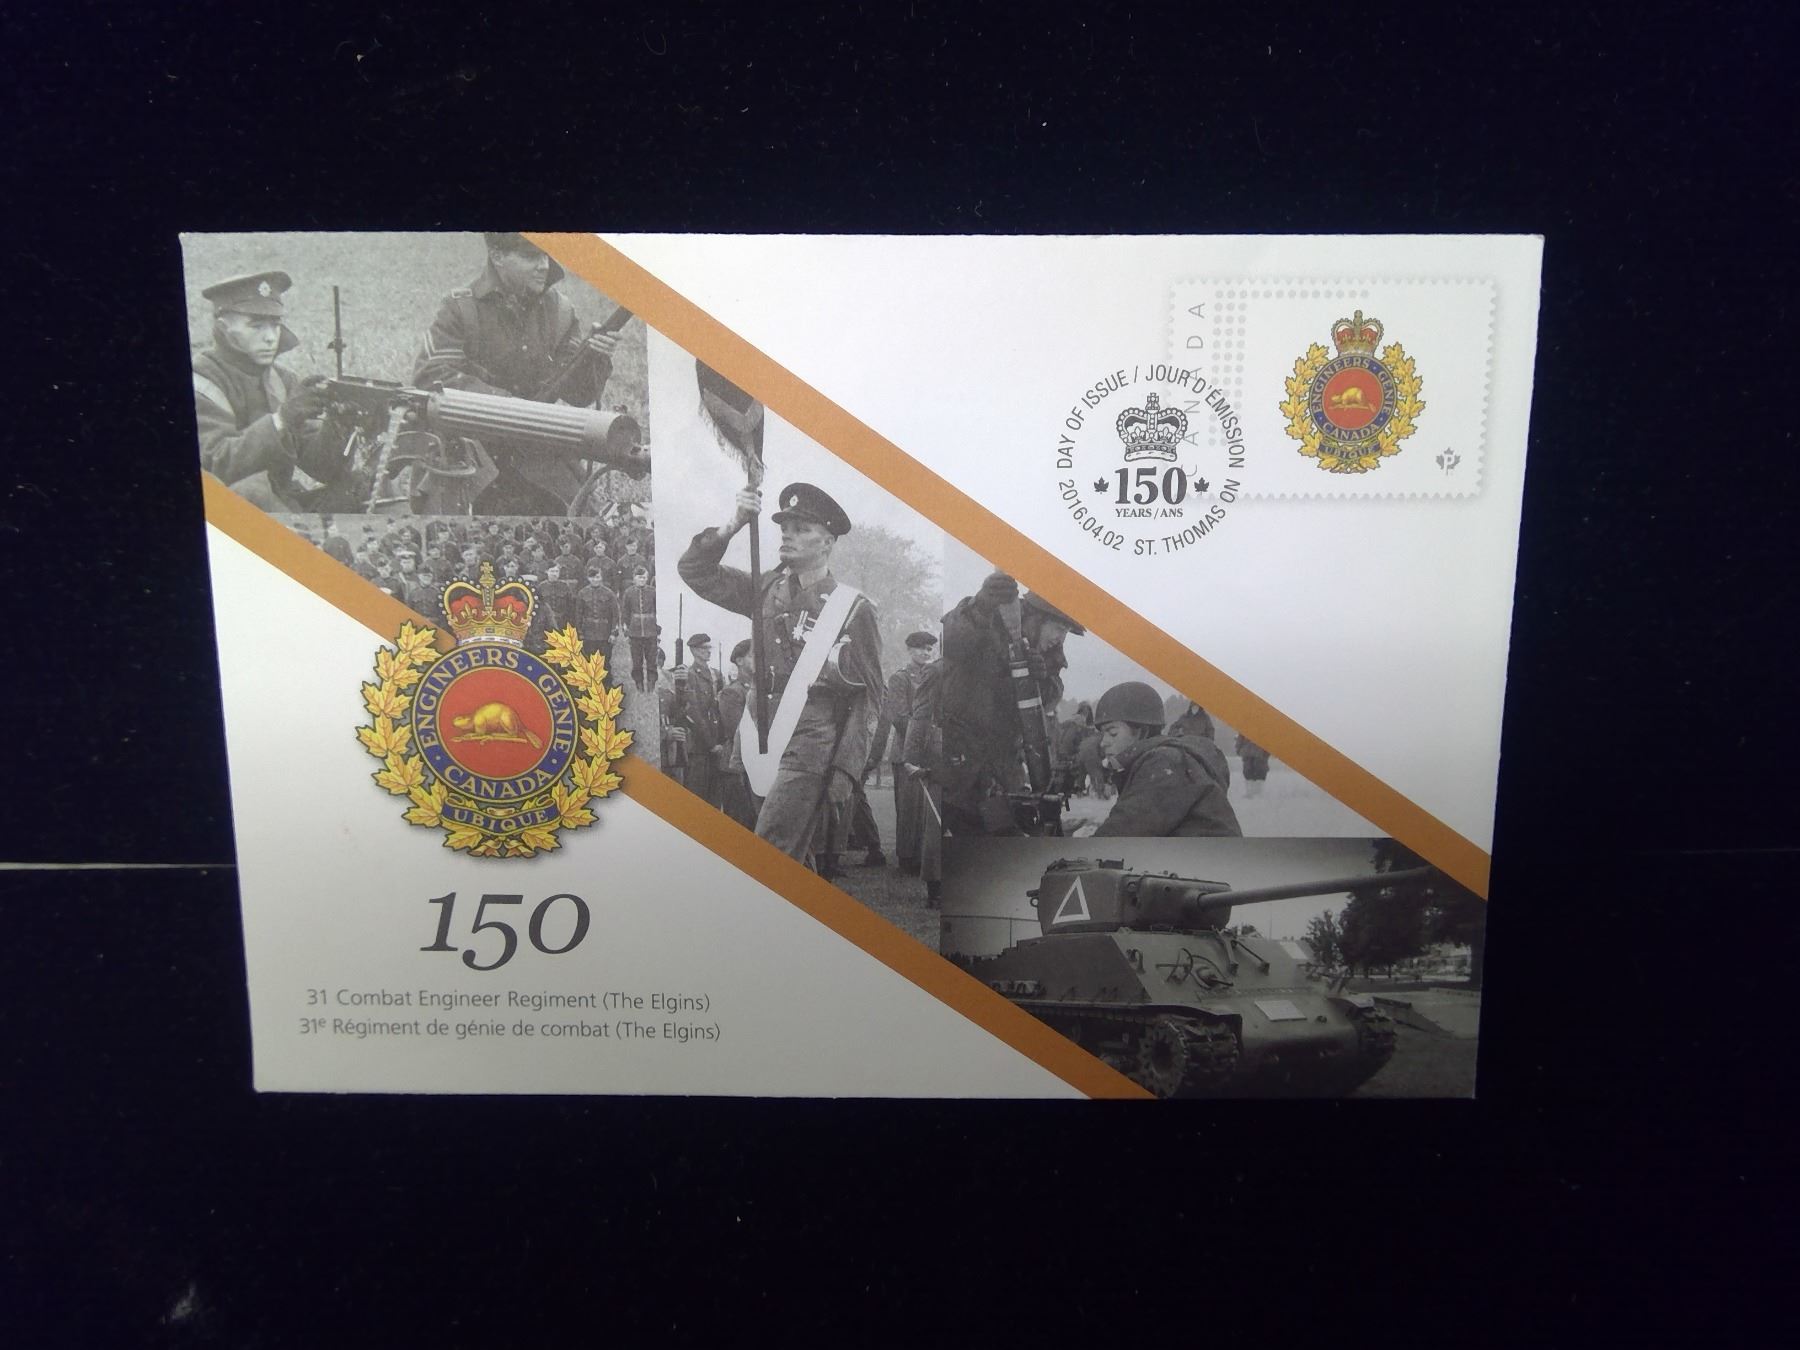 CANADA
ENGINEERS · GÉNIE · CANADA ·
UBIQUE
P
DAY OF ISSUE / JOUR D'ÉMISSION
150
YEARS / ANS
2016.04.02 ST. THOMAS ON
ENGINEERS · GÉNIE · CANADA ·
UBIQUE
150
31 Combat Engineer Regiment (The Elgins)
31e Régiment de génie de combat (The Elgins)